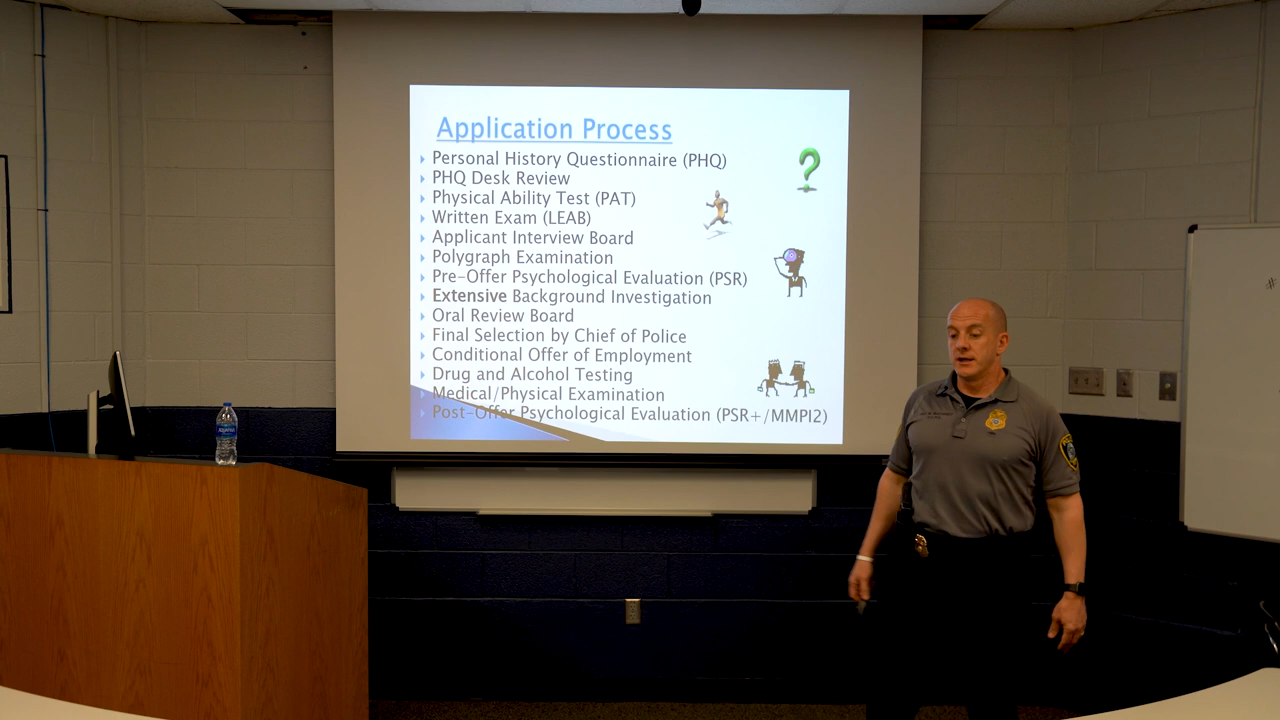 Application Process
Personal History Questionnaire (PHQ)
PHQ Desk Review
Physical Ability Test (PAT)
Written Exam (LEAB)
Applicant Interview Board
Polygraph Examination
Pre-Offer Psychological Evaluation (PSR)
Extensive Background Investigation
Oral Review Board
Final Selection by Chief of Police
Conditional Offer of Employment
Drug and Alcohol Testing
Medical/Physical Examination
Post-Offer Psychological Evaluation (PSR+/MMPI2)